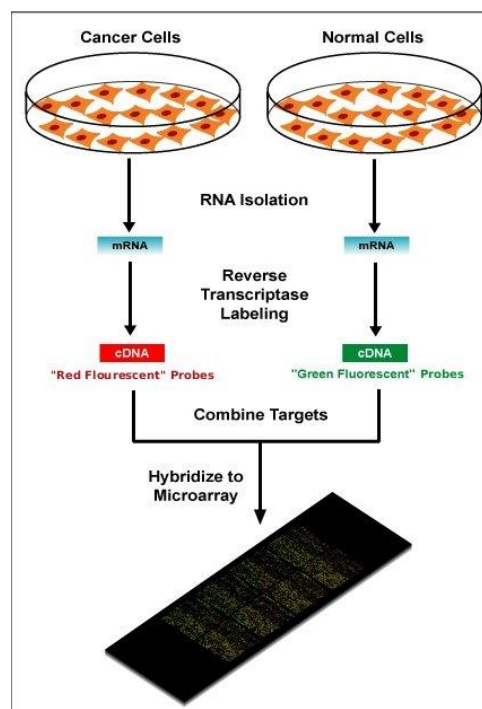 Cancer Cells
Normal Cells
RNA Isolation
mRNA
mRNA
Reverse
Transcriptase
Labeling
cDNA
cDNA
"Red Flourescent" Probes
"Green Fluorescent" Probes
Combine Targets
Hybridize to
Microarray